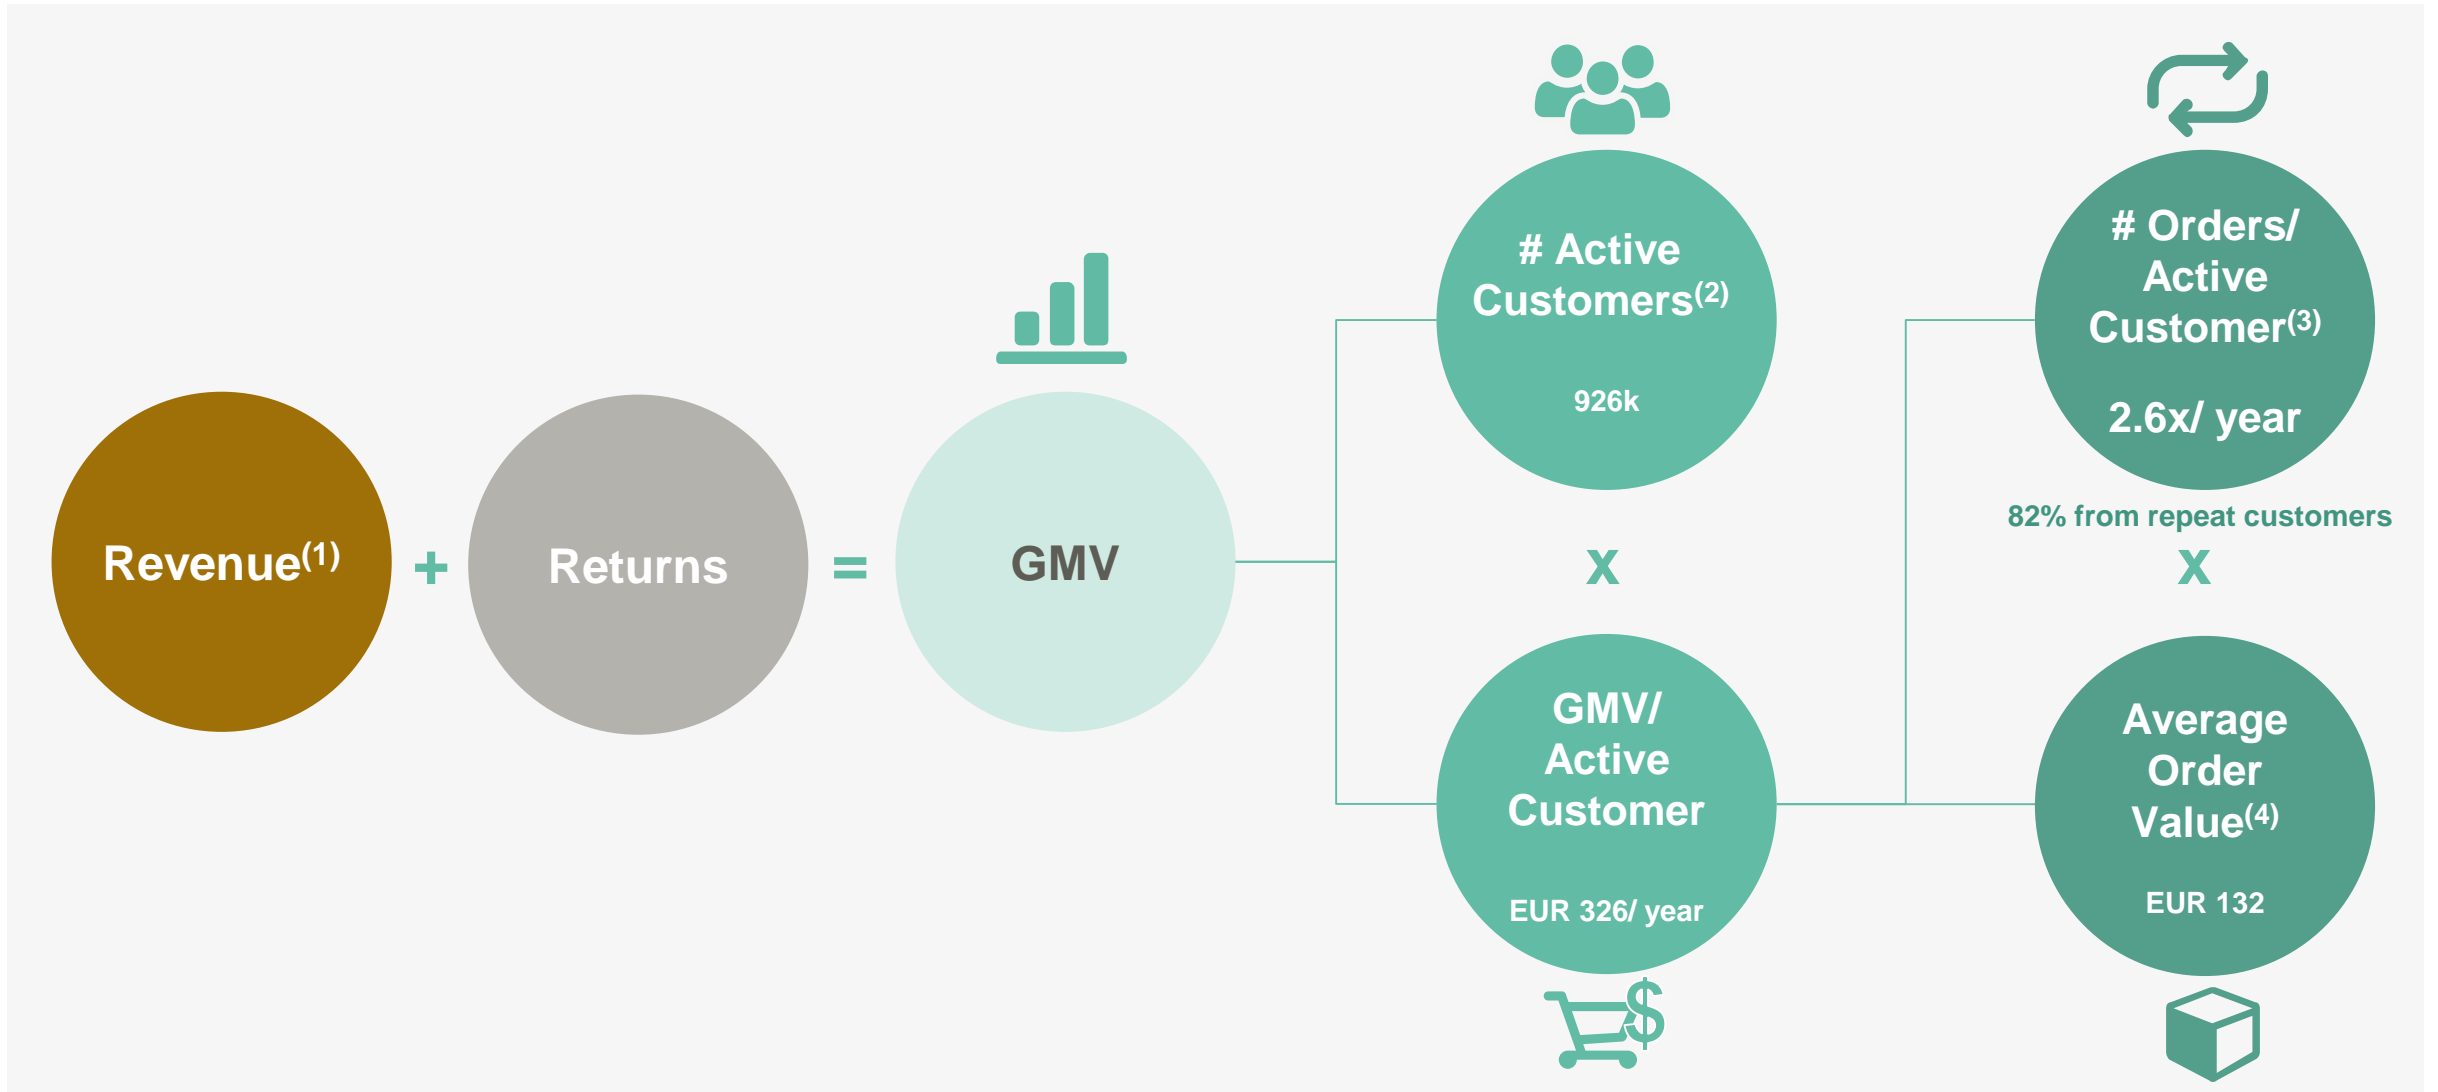 Revenue(1)
+
Returns
=
GMV
# Active
Customers(2)
926k
x
GMV/
Active
Customer
EUR 326/ year
$
# Orders/
Active
Customer(3)
2.6x/ year
82% from repeat customers
x
Average
Order
Value(4)
EUR 132